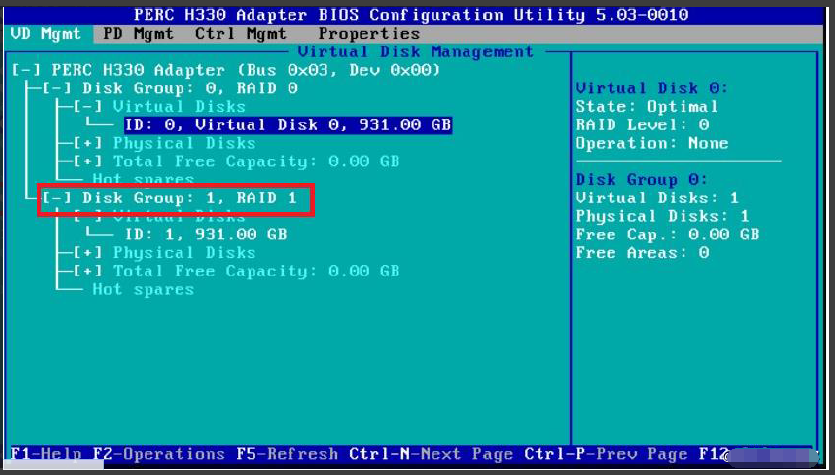 PERC H330 Adapter BIOS Configuration Utility 5.03-0010
VD Mgmt PD Mgmt Ctrl Mgmt Properties
Virtual Disk Management
[-] PERC H330 Adapter (Bus 0x03, Dev 0x00)
[-] Disk Group: 0, RAID 0
[-] Virtual Disks
ID: 0, Virtual Disk 0, 931.00 GB
[+] Physical Disks
[+] Total Free Capacity: 0.00 GB
Hot spares
[-] Disk Group: 1, RAID 1
[-] Virtual Disks
ID: 1, 931.00 GB
[+] Physical Disks
[+] Total Free Capacity: 0.00 GB
Hot spares
Virtual Disk 0:
State: Optimal
RAID Level: 0
Operation: None
Disk Group 0:
Virtual Disks: 1
Physical Disks: 1
Free Cap.: 0.00 GB
Free Areas: 0
F1-Help F2-Operations F5-Refresh Ctrl-N-Next Page Ctrl-P-Prev Page F12